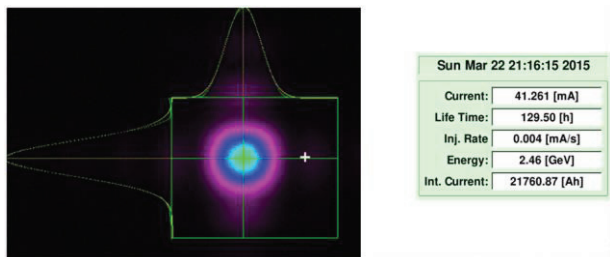 Sun Mar 22 21:16:15 2015
Current: 41.261 [mA]
Life Time: 129.50 [h]
Inj. Rate 0.004 [mA/s]
Energy: 2.46 [GeV]
Int. Current: 21760.87 [Ah]